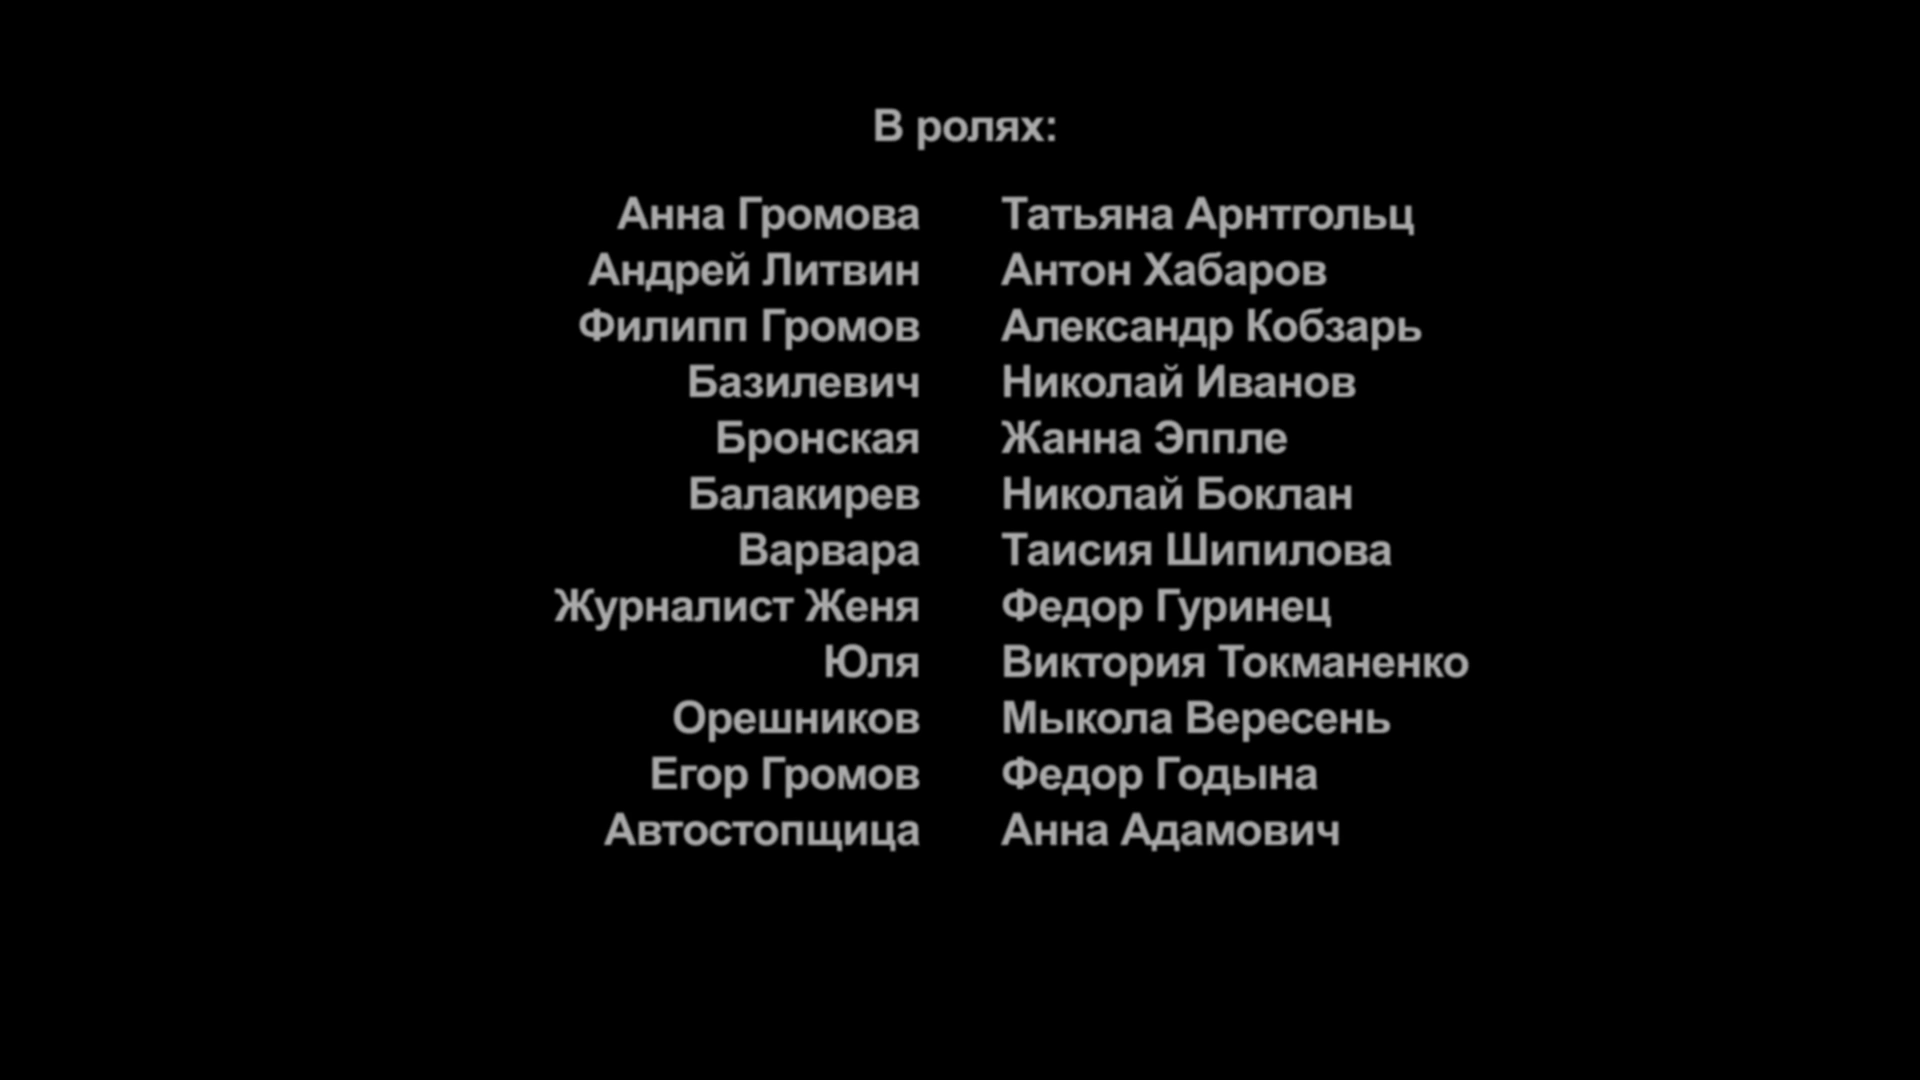 В ролях:
Анна Громова Татьяна Арнтгольц
Андрей Литвин Антон Хабаров
Филипп Громов Александр Кобзарь
Базилевич Николай Иванов
Бронская Жанна Эппле
Балакирев Николай Боклан
Варвара Таисия Шипилова
Журналист Женя Федор Гуринец
Юля Виктория Токманенко
Орешников Мыкола Вересень
Егор Громов Федор Годына
Автостопщица Анна Адамович